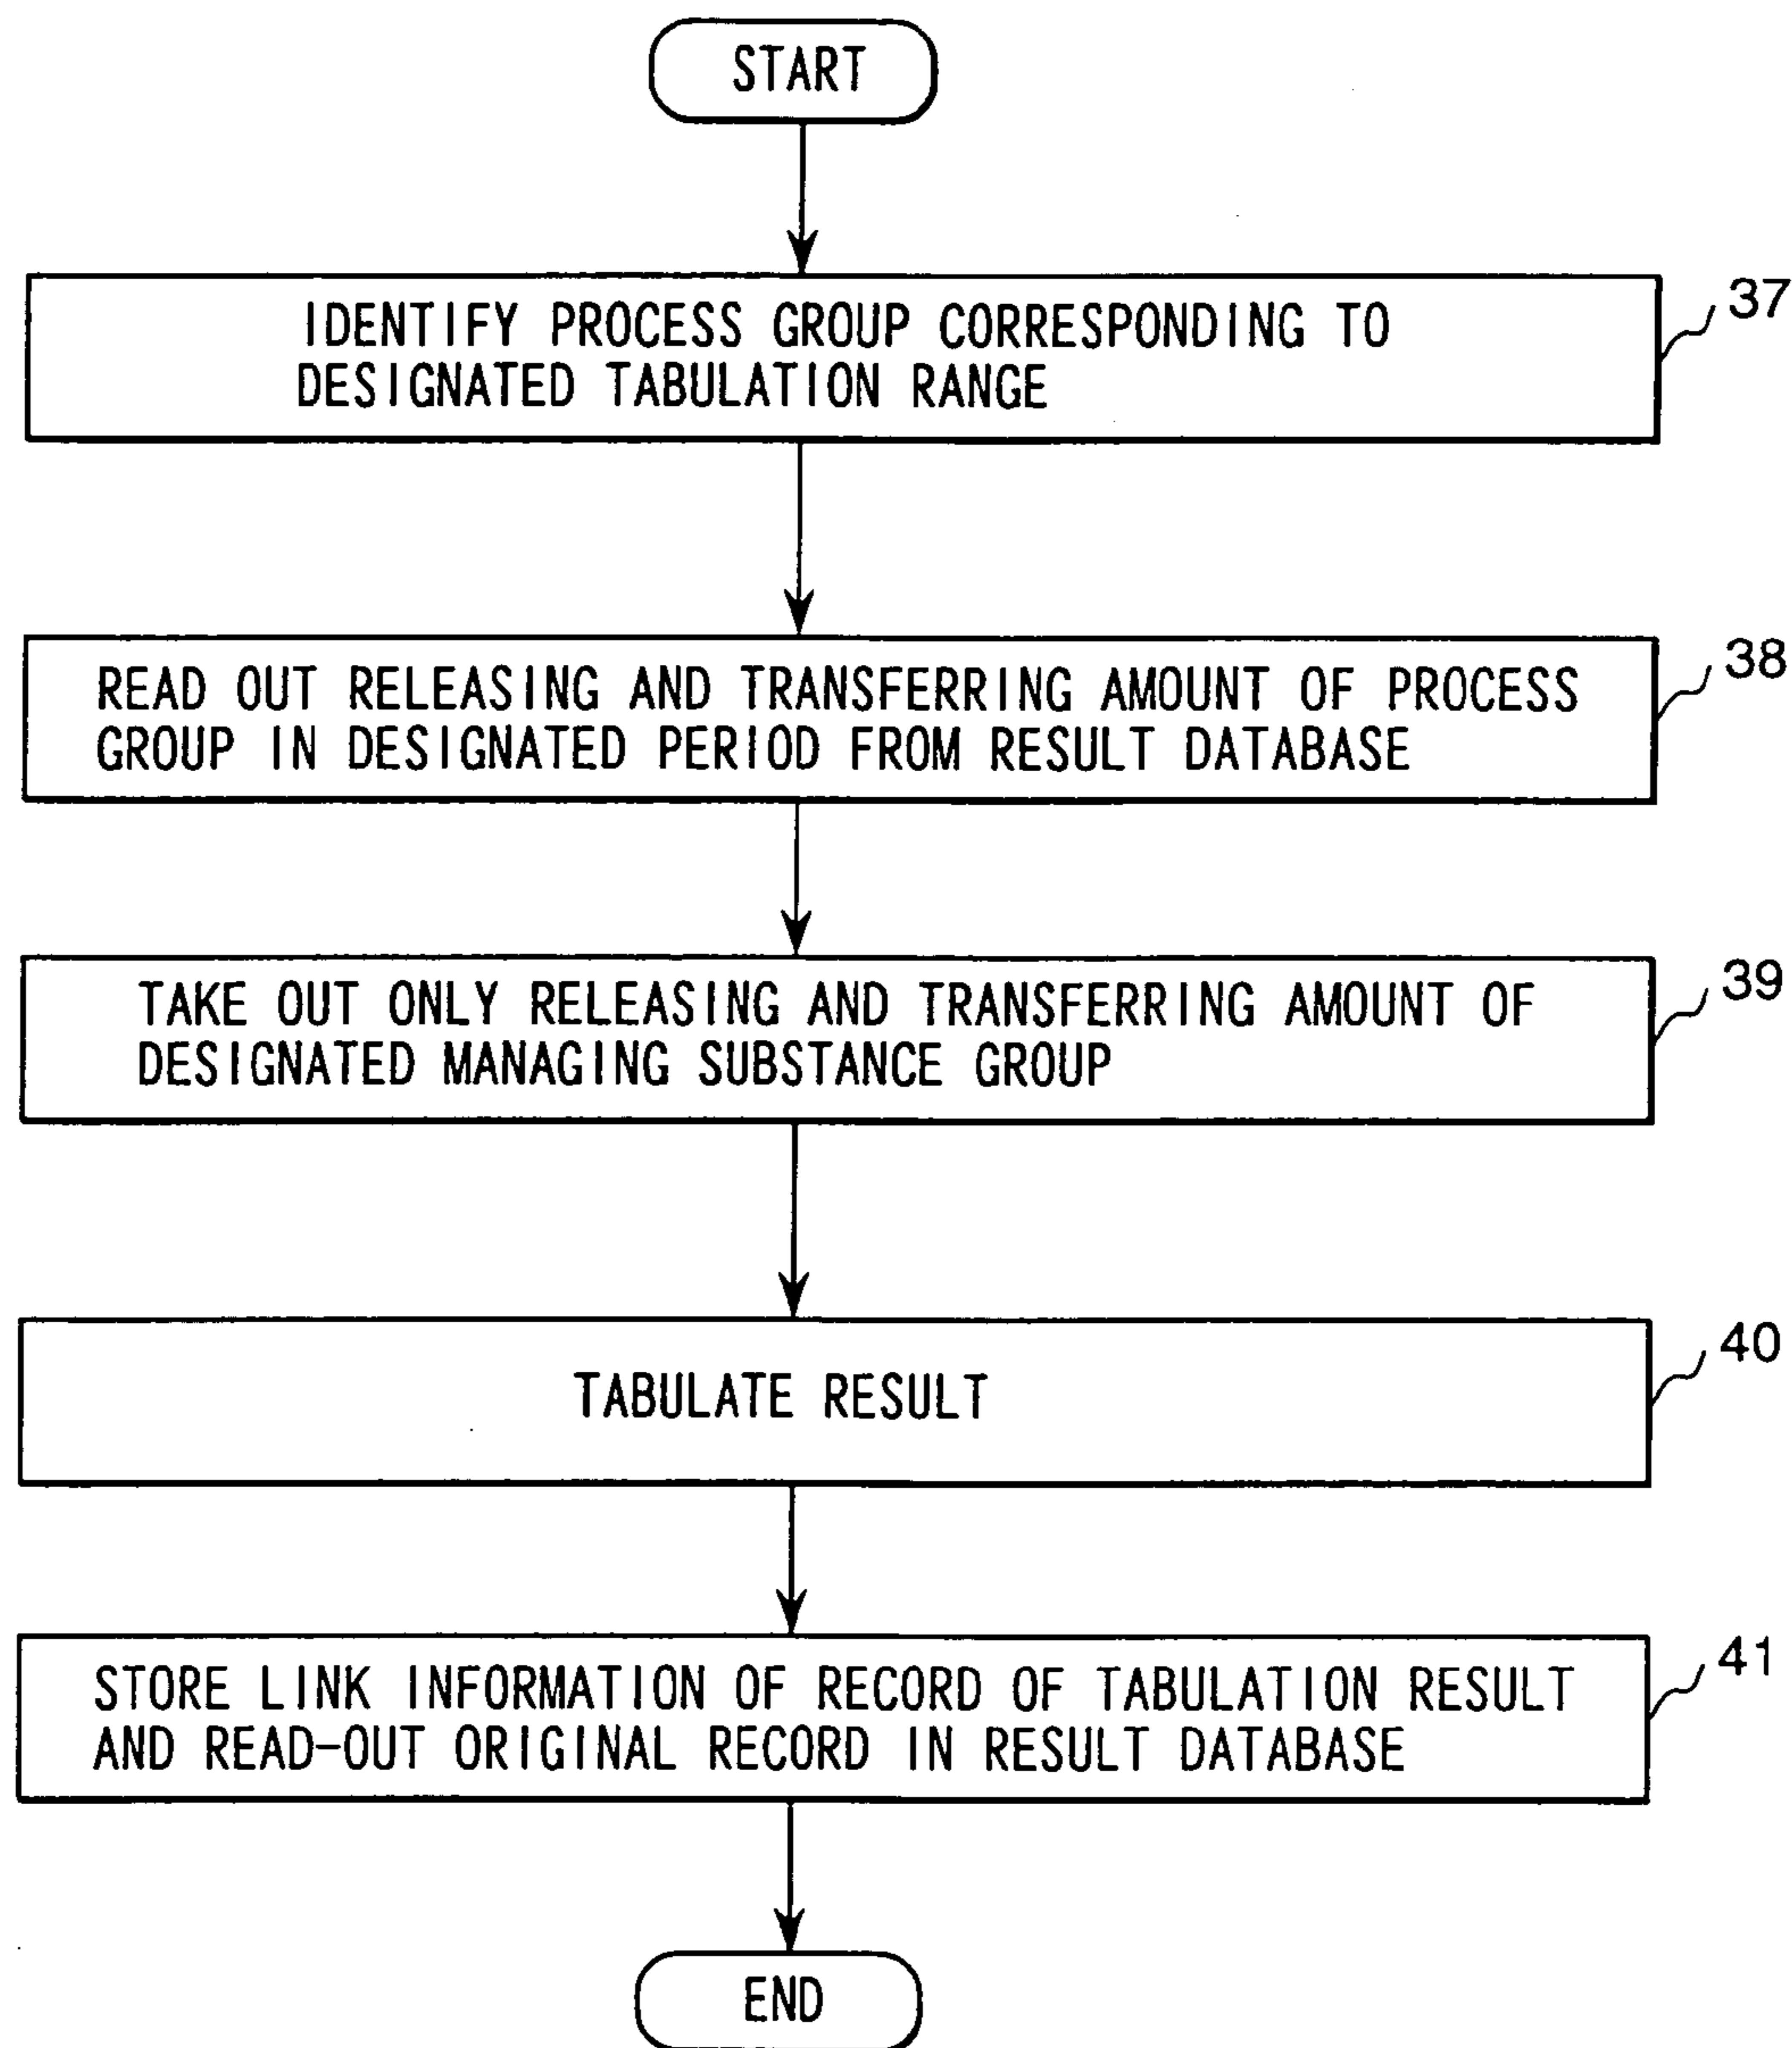 START
IDENTIFY PROCESS GROUP CORRESPONDING TO
DESIGNATED TABULATION RANGE
37
READ OUT RELEASING AND TRANSFERRING AMOUNT OF PROCESS
GROUP IN DESIGNATED PERIOD FROM RESULT DATABASE
38
TAKE OUT ONLY RELEASING AND TRANSFERRING AMOUNT OF
DESIGNATED MANAGING SUBSTANCE GROUP
39
TABULATE RESULT
40
STORE LINK INFORMATION OF RECORD OF TABULATION RESULT
AND READ-OUT ORIGINAL RECORD IN RESULT DATABASE
41
END